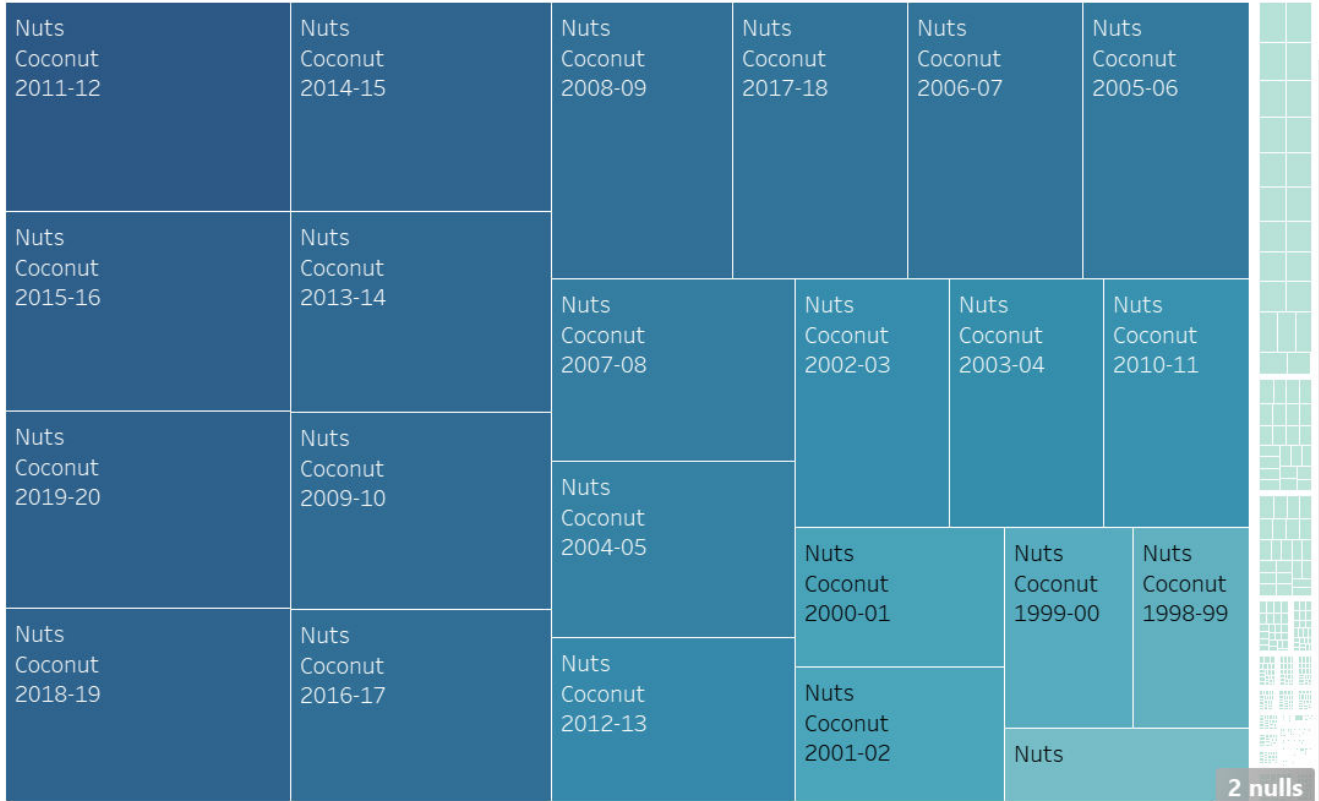 Nuts
Coconut
2011-12
Nuts
Coconut
2015-16
Nuts
Coconut
2019-20
Nuts
Coconut
2018-19
Nuts
Coconut
2014-15
Nuts
Coconut
2013-14
Nuts
Coconut
2009-10
Nuts
Coconut
2016-17
Nuts
Coconut
2008-09
Nuts
Coconut
2017-18
Nuts
Coconut
2006-07
Nuts
Coconut
2005-06
Nuts
Coconut
2007-08
Nuts
Coconut
2004-05
Nuts
Coconut
2012-13
Nuts
Coconut
2002-03
Nuts
Coconut
2003-04
Nuts
Coconut
2010-11
Nuts
Coconut
2000-01
Nuts
Coconut
2001-02
Nuts
Coconut
1999-00
Nuts
Coconut
1998-99
Nuts
2 nulls